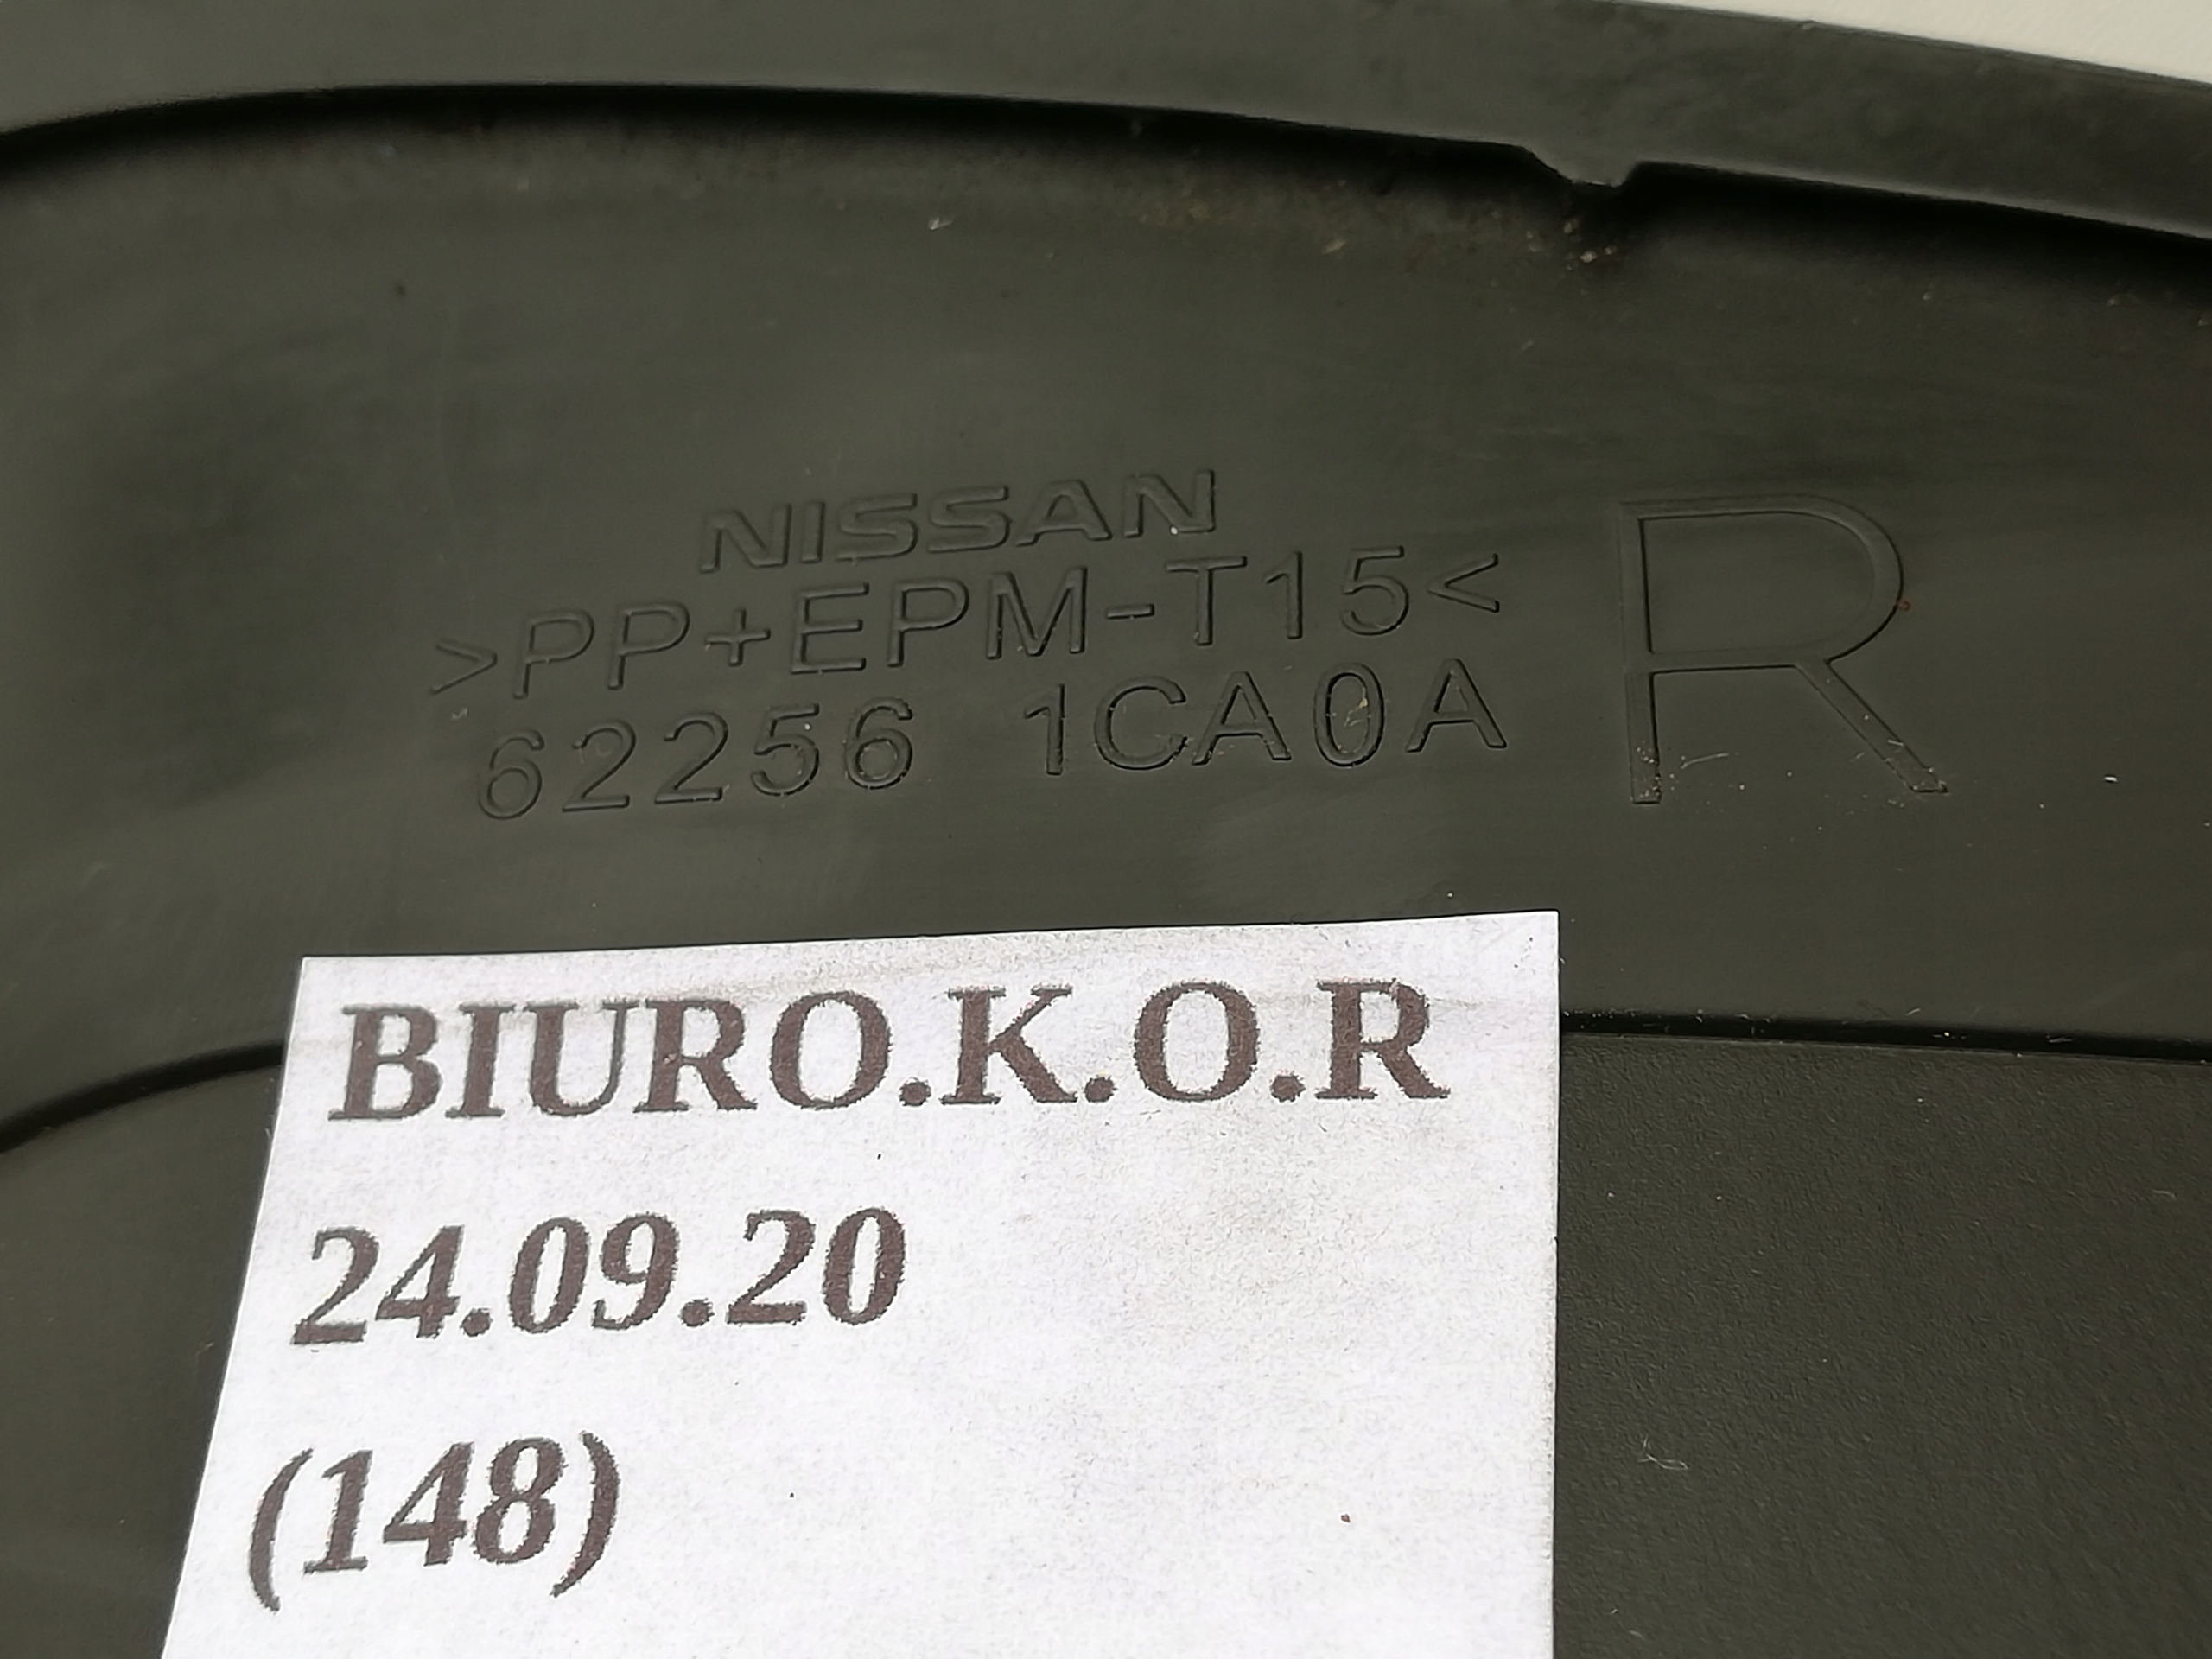 NISSAN
>PP+EPM-T15<
62256 1CA0A
R
BIURO.K.O.R
24.09.20
(148)